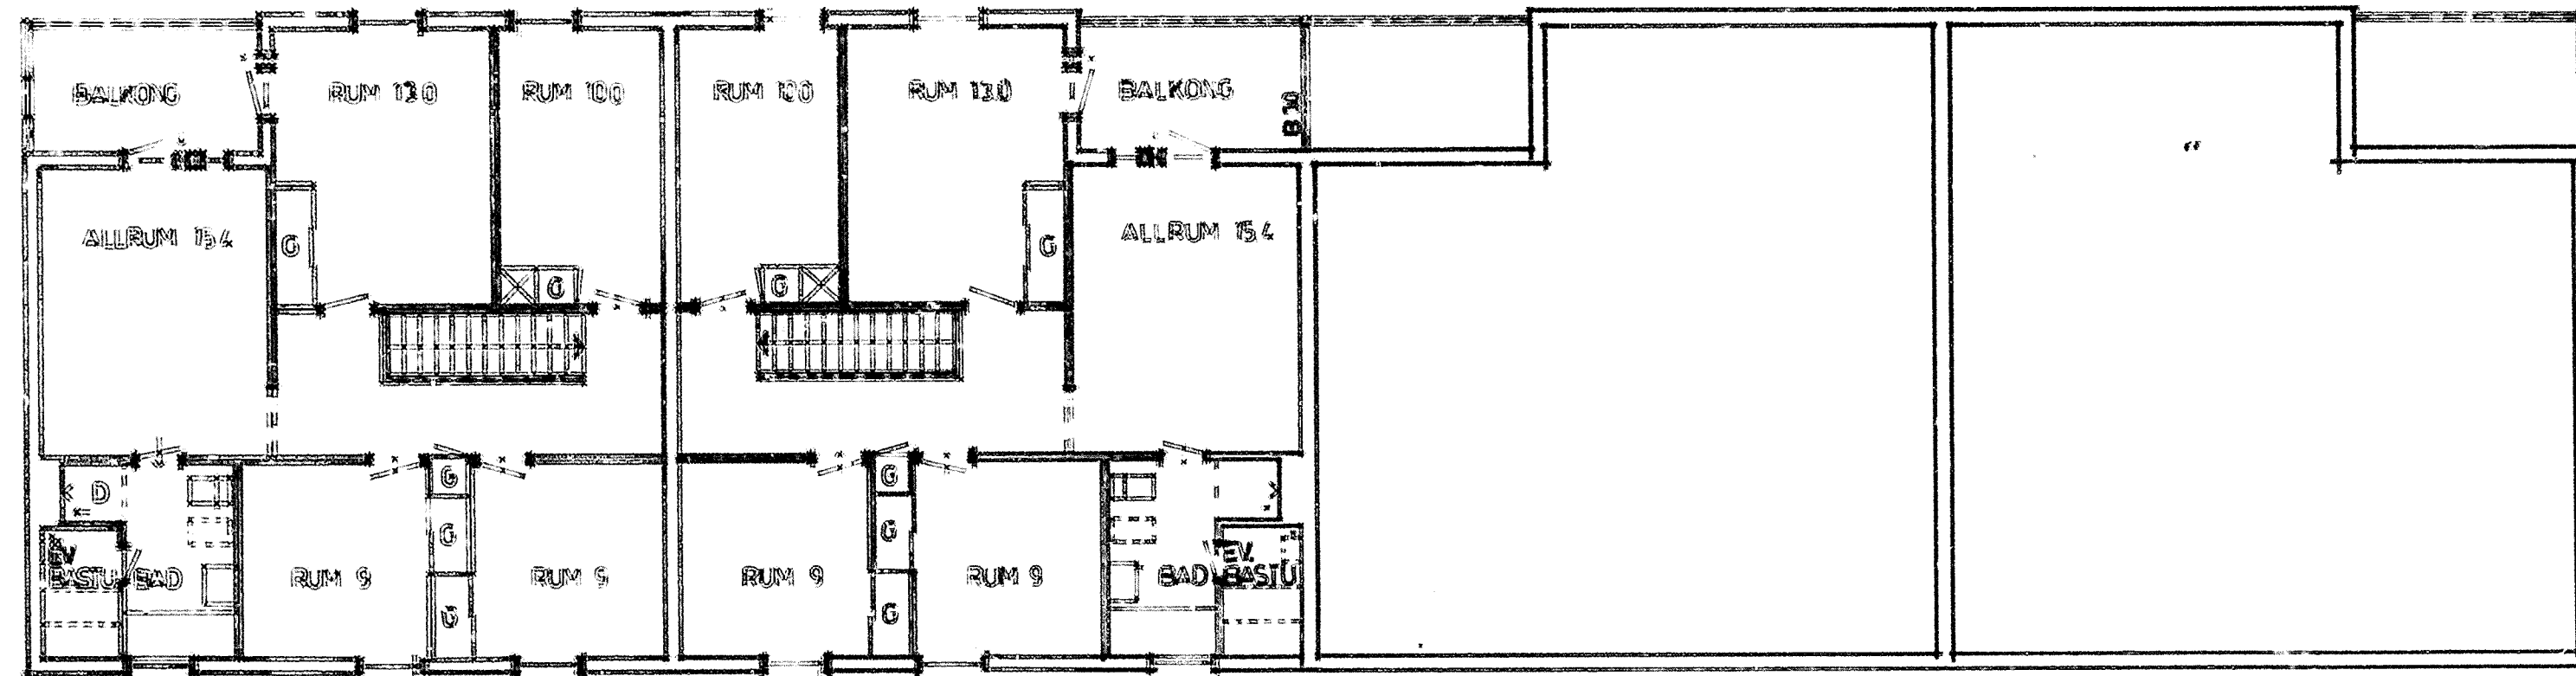 BALKONG
RUM 13.0
RUM 10.0
RUM 10.0
RUM 13.0
BALKONG
B 30
ALLRUM 15.4
G
G
G
G
ALLRUM 15.4
G
G
D
G
G
G
G
EV.
BASTU
BAD
RUM 9
RUM 9
RUM 9
RUM 9
BAD
EV.
BASTU